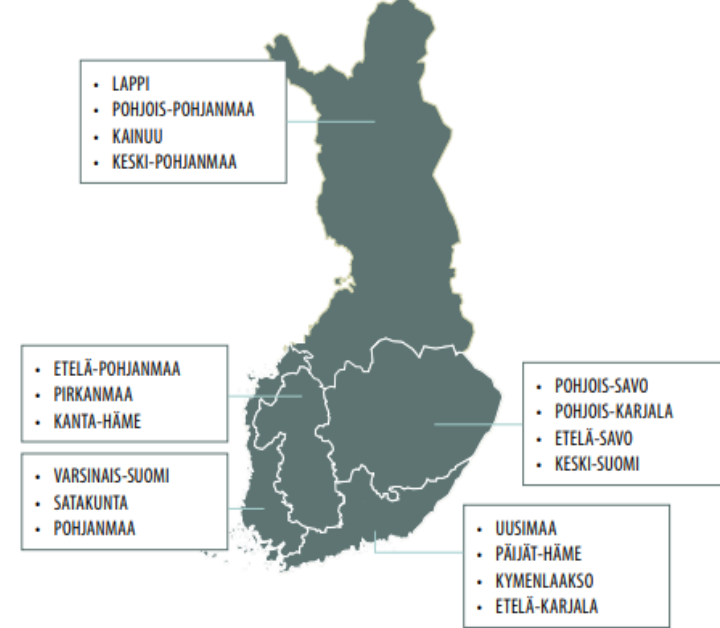 • LAPPI
• POHJOIS-POHJANMAA
• KAINUU
• KESKI-POHJANMAA
• ETELÄ-POHJANMAA
• PIRKANMAA
• KANTA-HÄME
• VARSINAIS-SUOMI
• SATAKUNTA
• POHJANMAA
• POHJOIS-SAVO
• POHJOIS-KARJALA
• ETELÄ-SAVO
• KESKI-SUOMI
• UUSIMAA
• PÄIJÄT-HÄME
• KYMENLAAKSO
• ETELÄ-KARJALA